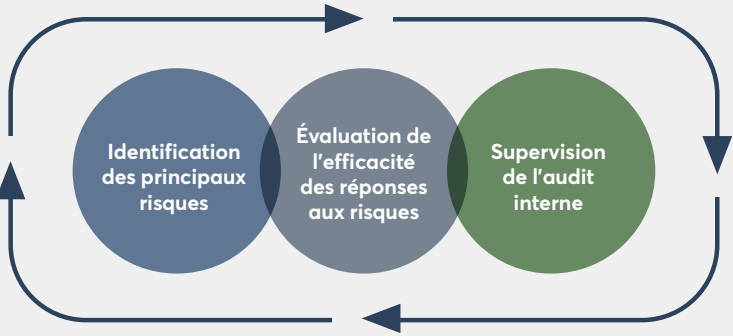 Identification
des principaux
risques
Évaluation de
l'efficacité
des réponses
aux risques
Supervision
de l'audit
interne